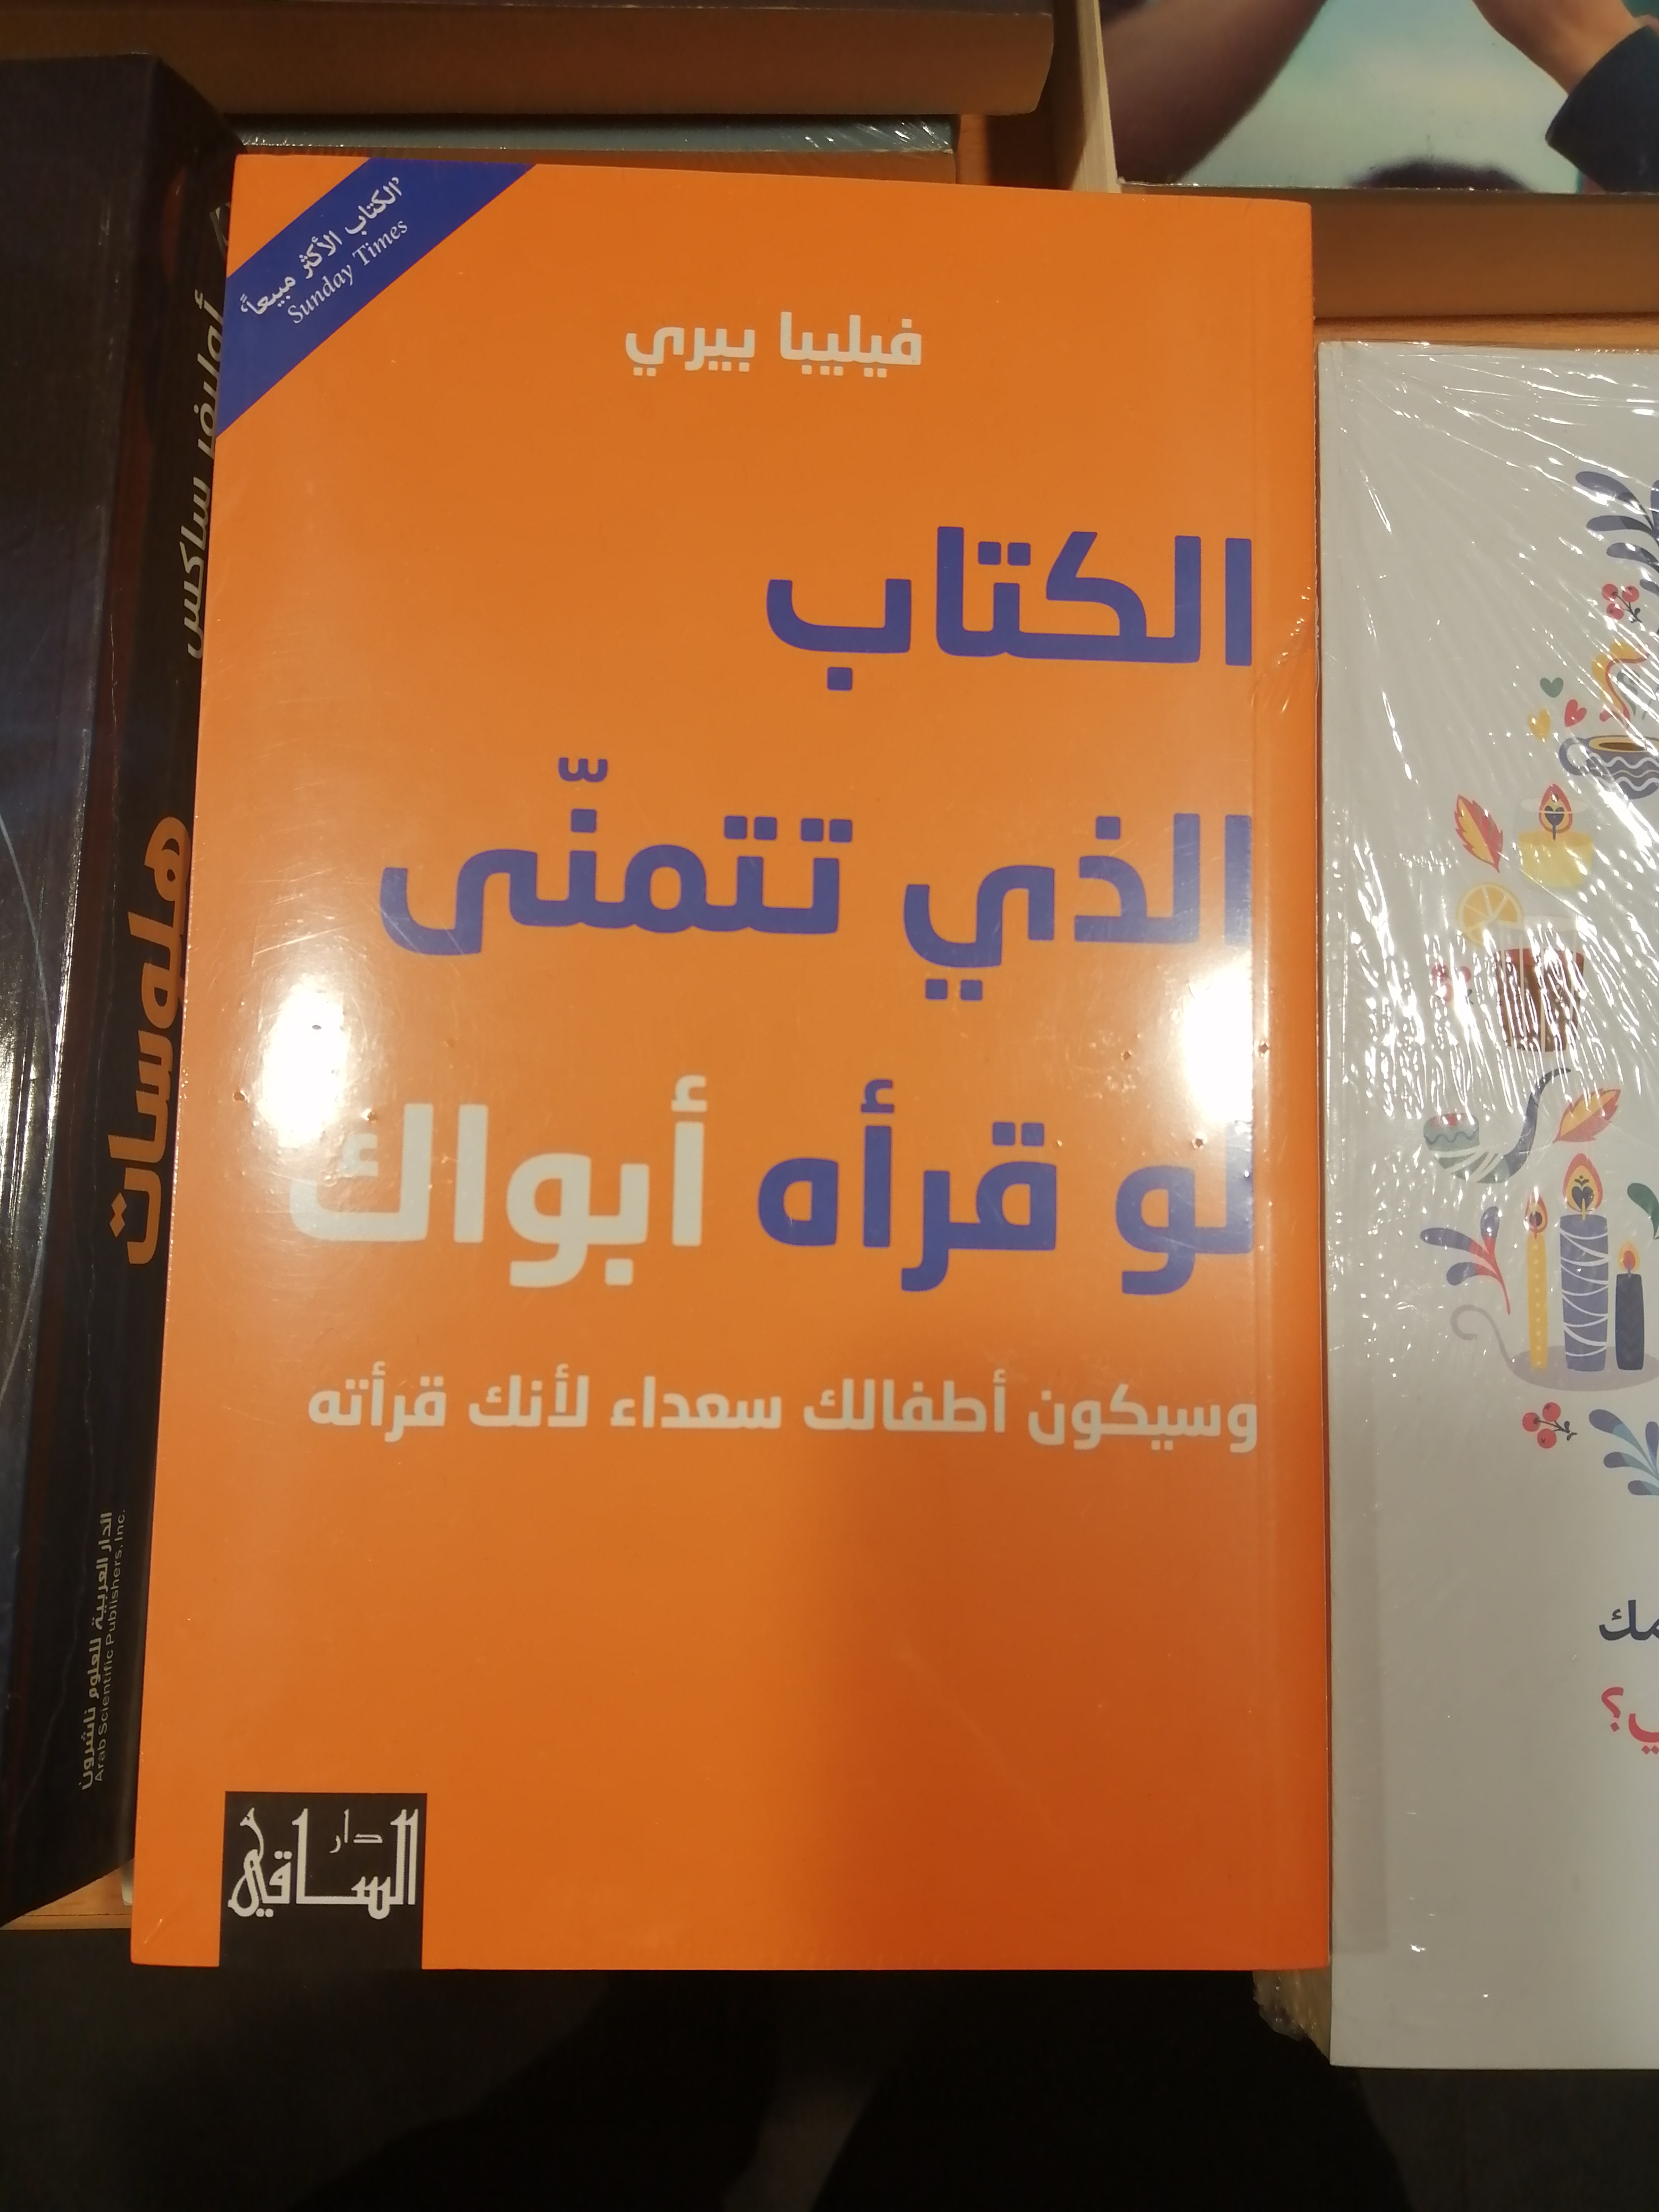 "الكتاب الأكثر مبيعاً"
Sunday Times
فيليبا بيري
الكتاب
الذي تتمنّى
لو قرأه أبواك
وسيكون أطفالك سعداء لأنك قرأته
دار
الساقي
أوليفر ساكس
هلوسات
الدار العربية للعلوم ناشرون
Arab Scientific Publishers, Inc.